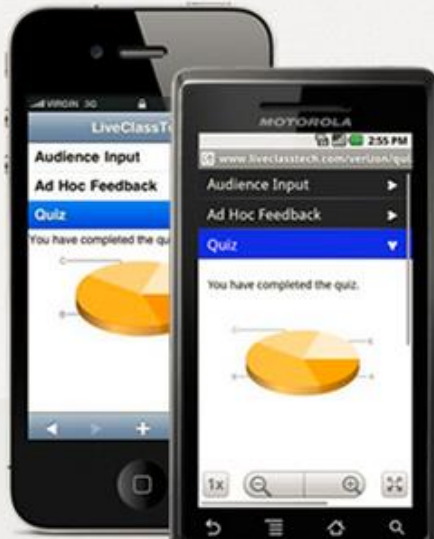 VIRGIN 3G
LiveClassT
Audience Input
Ad Hoc Feedback
Quiz
You have completed the qu
C
B
MOTOROLA
2:55 PM
www.liveclasstech.com/verizon/qui
Audience Input
Ad Hoc Feedback
Quiz
You have completed the quiz.
C
B
A
1x